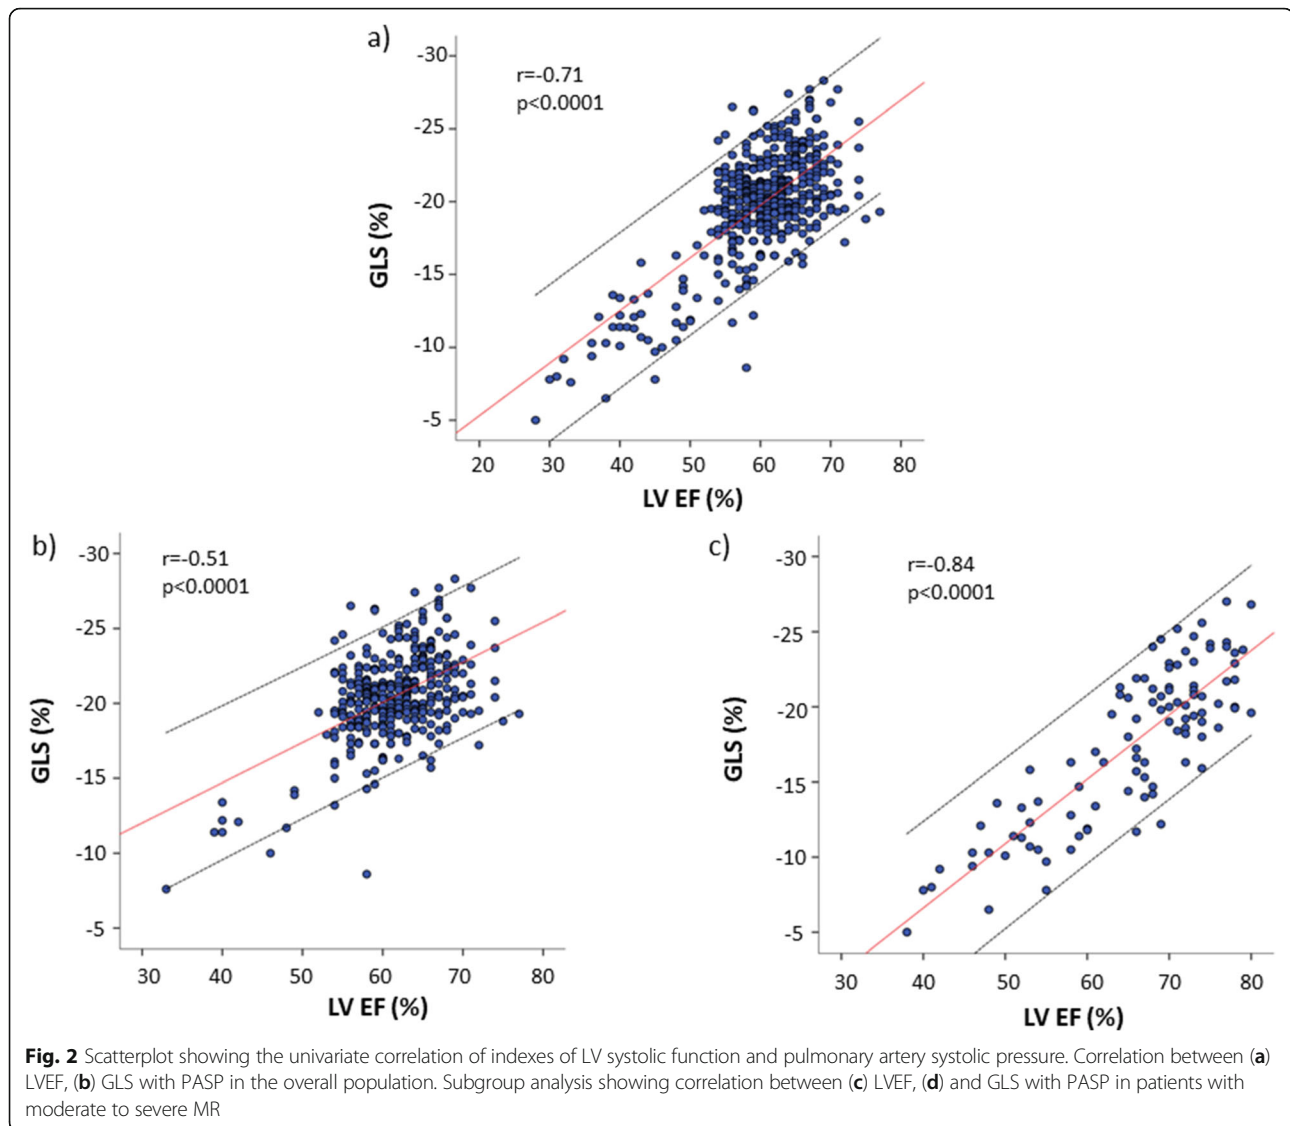 a)
r=-0.71
p<0.0001
-30
-25
-20
-15
-10
-5
GLS (%)
20 30 40 50 60 70 80
LV EF (%)
b)
r=-0.51
p<0.0001
-30
-25
-20
-15
-10
-5
GLS (%)
30 40 50 60 70 80
LV EF (%)
c)
r=-0.84
p<0.0001
-30
-25
-20
-15
-10
-5
GLS (%)
30 40 50 60 70 80
LV EF (%)
Fig. 2 Scatterplot showing the univariate correlation of indexes of LV systolic function and pulmonary artery systolic pressure. Correlation between (a)
LVEF, (b) GLS with PASP in the overall population. Subgroup analysis showing correlation between (c) LVEF, (d) and GLS with PASP in patients with
moderate to severe MR